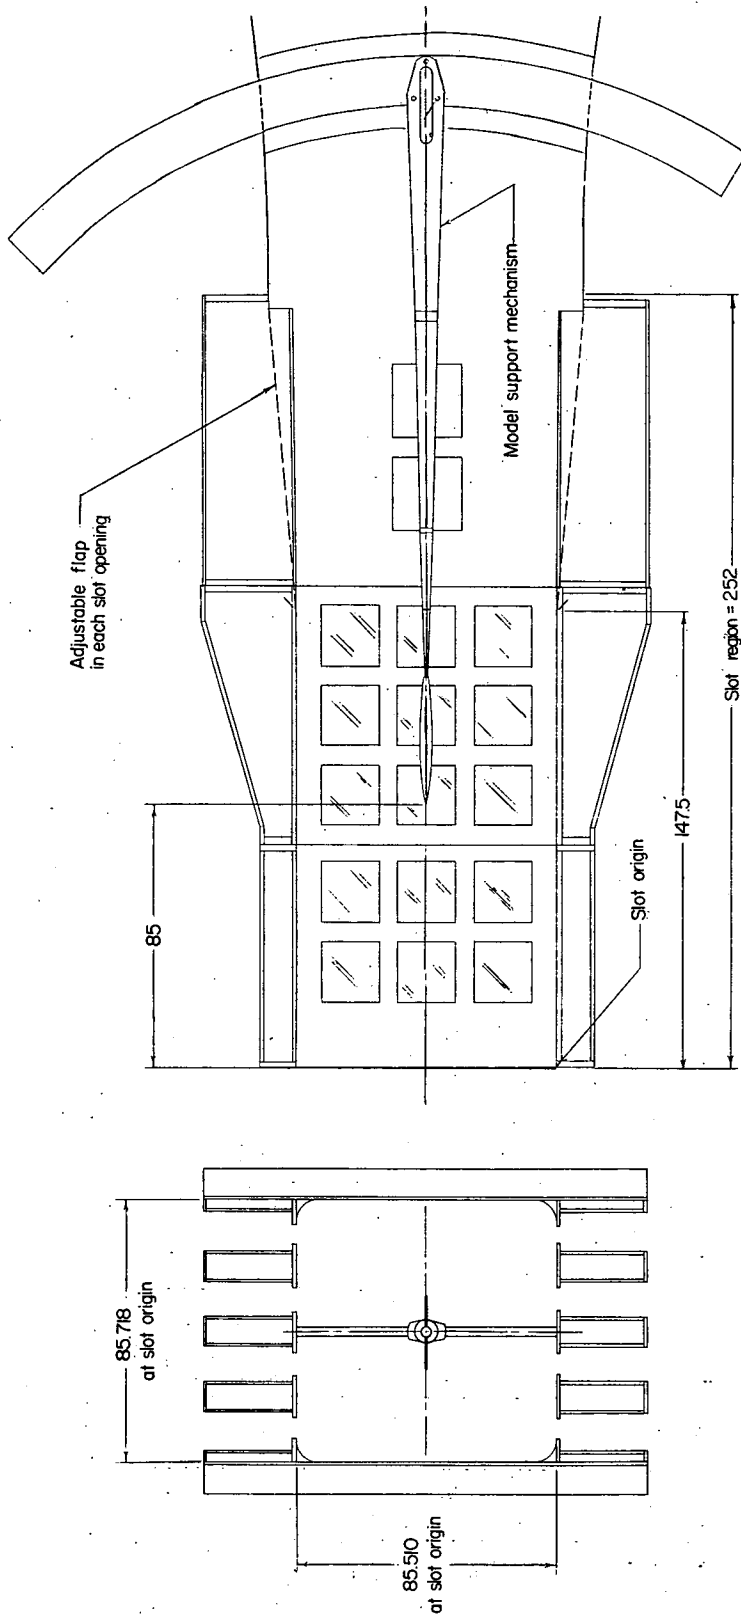 Adjustable flap
in each slot opening
Model support mechanism
85
Slot origin
147.5
Slot region = 252
85.718
at slot origin
85.510
at slot origin